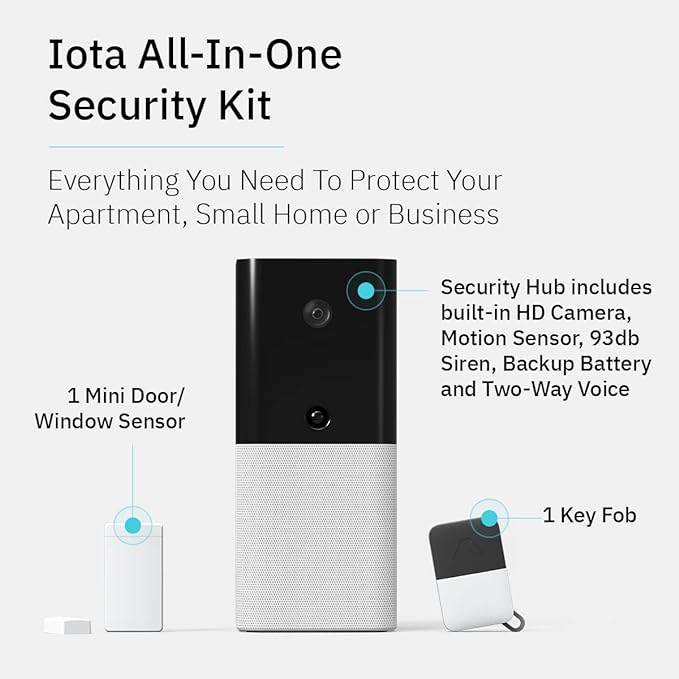 Iota All-In-One
Security Kit
Everything You Need To Protect Your
Apartment, Small Home or Business
Security Hub includes
built-in HD Camera,
Motion Sensor, 93db
Siren, Backup Battery
and Two-Way Voice
1 Mini Door/
Window Sensor
1 Key Fob